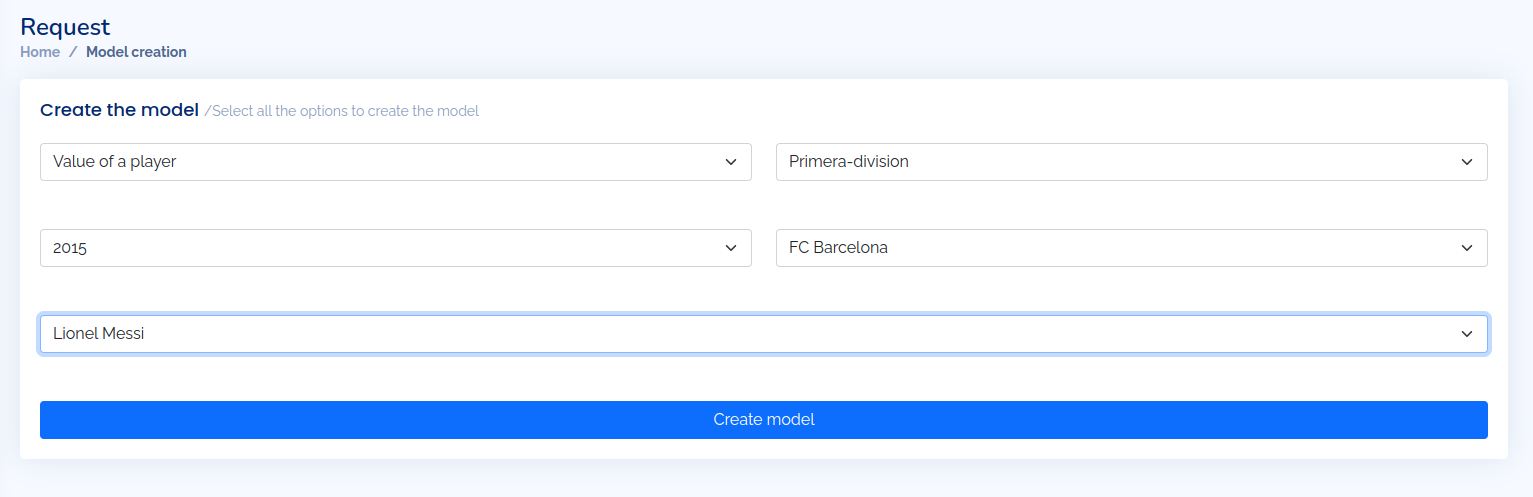 Request
Home / Model creation
Create the model /Select all the options to create the model
Value of a player
Primera-division
2015
FC Barcelona
Lionel Messi
Create model